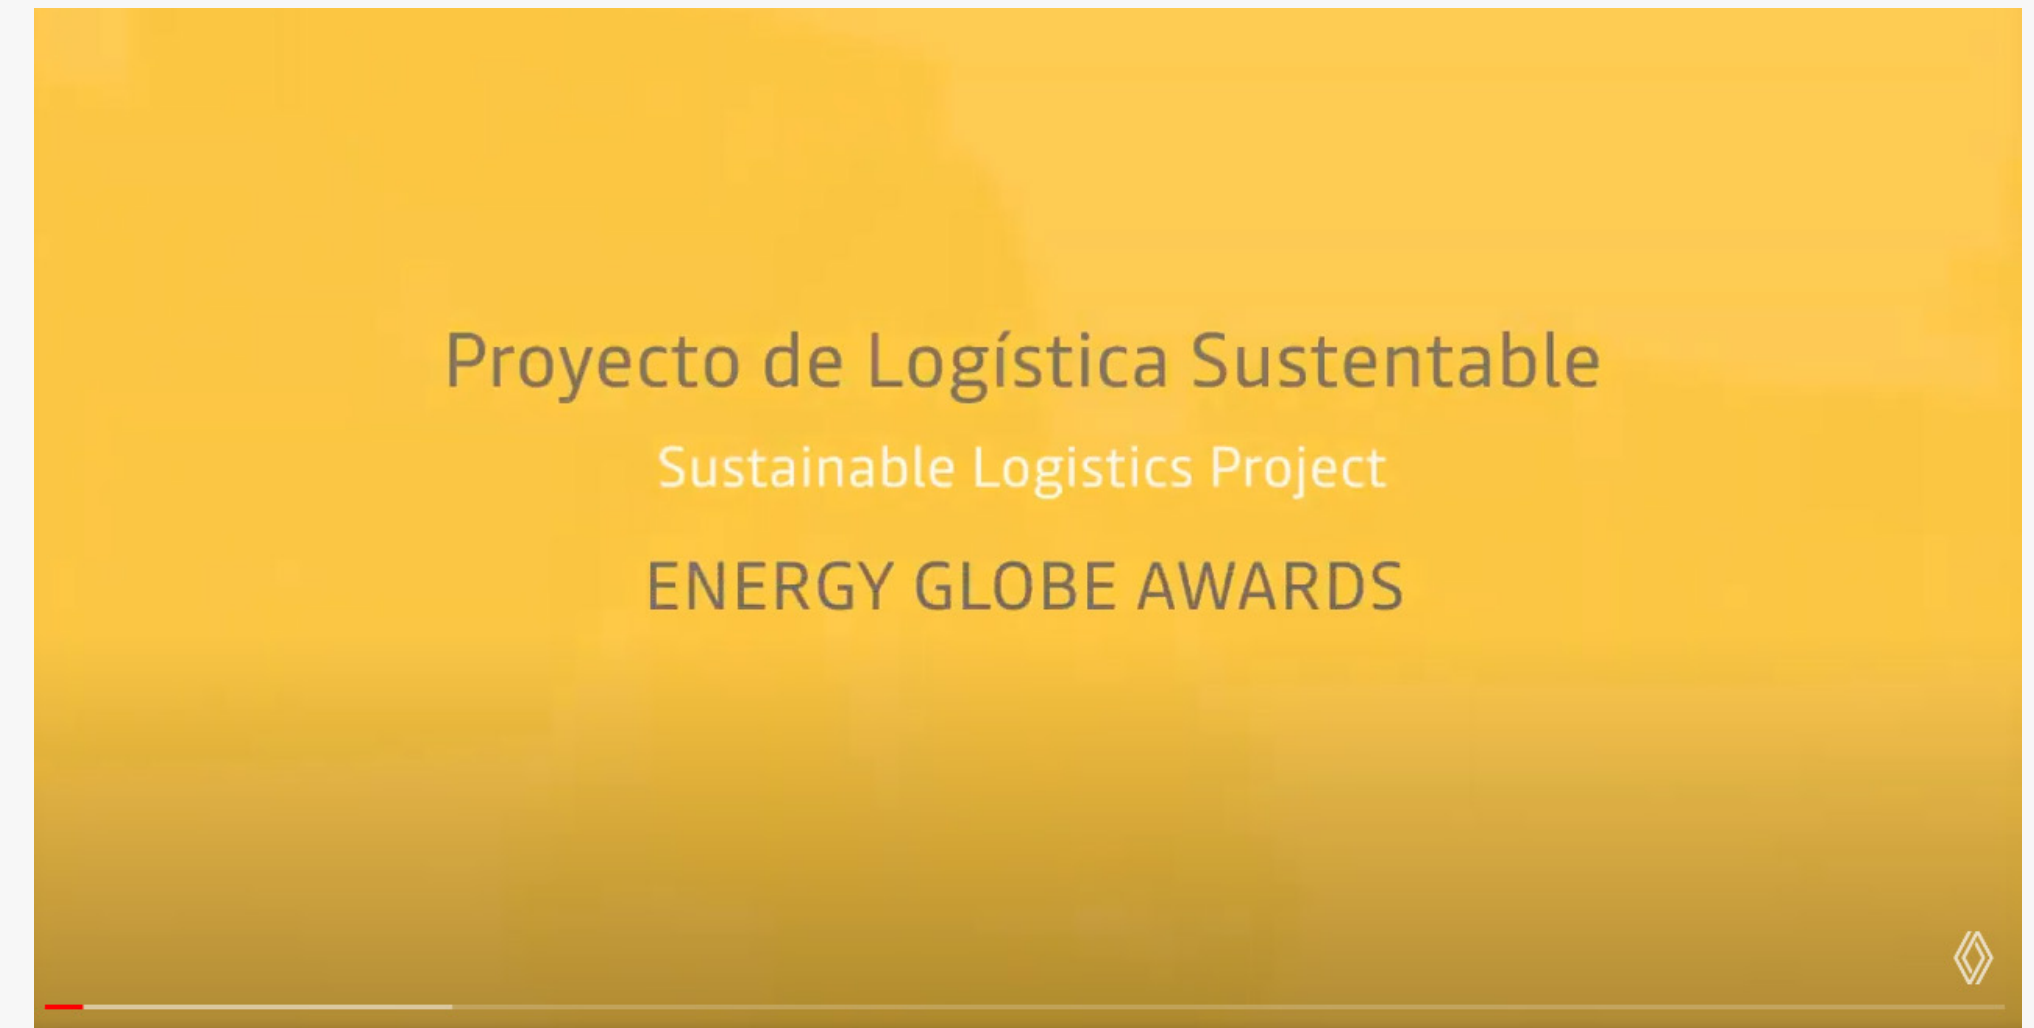 Proyecto de Logística Sustentable
Sustainable Logistics Project
ENERGY GLOBE AWARDS